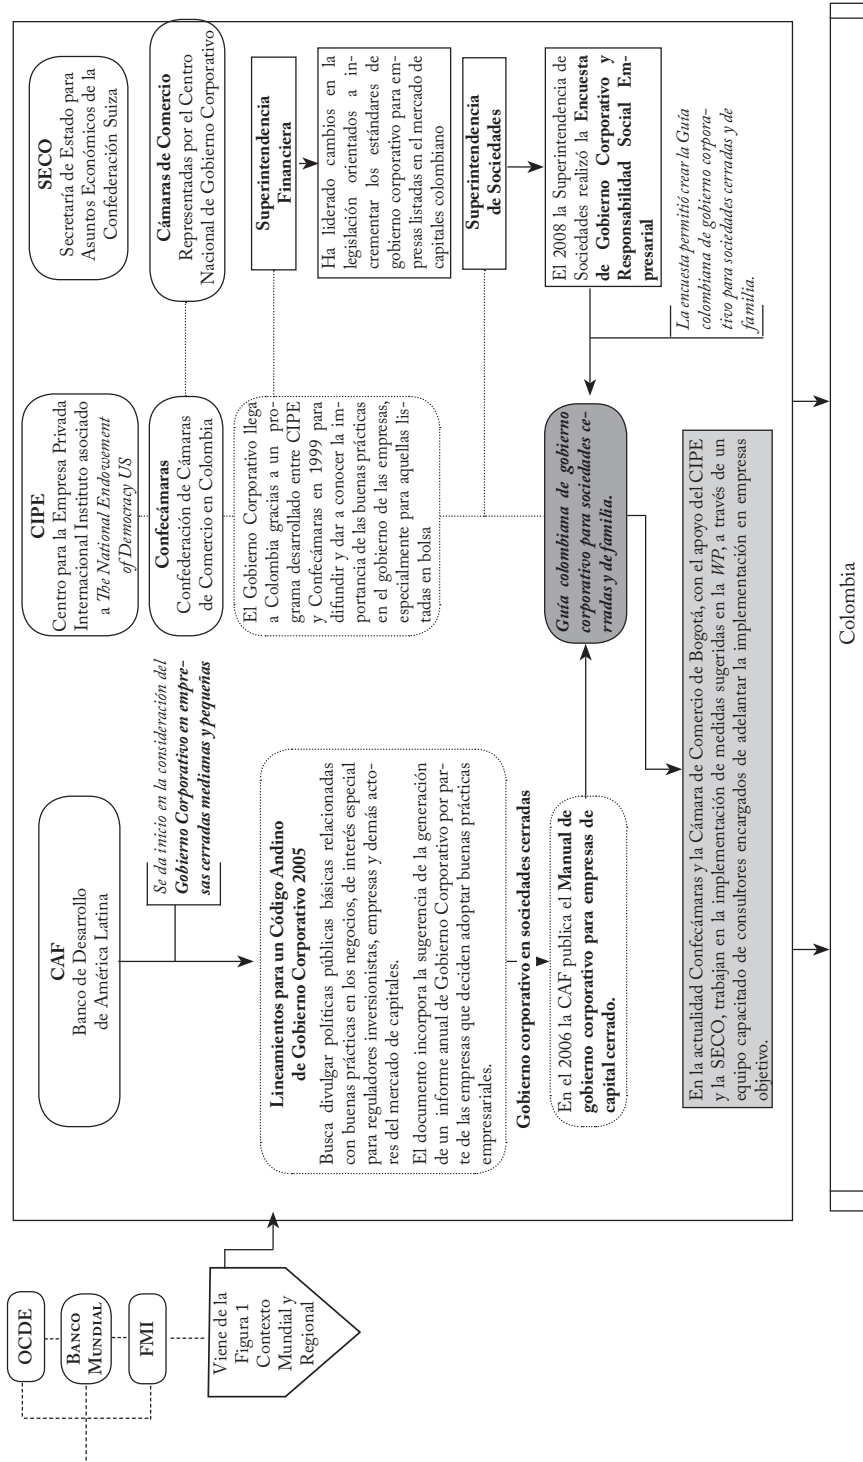 OCDE
BANCO
MUNDIAL
FMI
Viene de la
Figura 1
Contexto
Mundial y
Regional
CAF
Banco de Desarrollo
de América Latina
Se da inicio en la consideración del
Gobierno Corporativo en empre-
sas cerradas medianas y pequeñas
Lineamientos para un Código Andino
de Gobierno Corporativo 2005
Busca divulgar políticas públicas básicas relacionadas
con buenas prácticas en los negocios, de interés especial
para reguladores inversionistas, empresas y demás acto-
res del mercado de capitales.
El documento incorpora la sugerencia de la generación
de un informe anual de Gobierno Corporativo por par-
te de las empresas que deciden adoptar buenas prácticas
empresariales.
Gobierno corporativo en sociedades cerradas
En el 2006 la CAF publica el Manual de
gobierno corporativo para empresas de
capital cerrado.
CIPE
Centro para la Empresa Privada
Internacional Instituto asociado
a The National Endowement
of Democracy US
Confecámaras
Confederación de Cámaras
de Comercio en Colombia
El Gobierno Corporativo llega
a Colombia gracias a un pro-
grama desarrollado entre CIPE
y Confecámaras en 1999 para
difundir y dar a conocer la im-
portancia de las buenas prácticas
en el gobierno de las empresas,
especialmente para aquellas lis-
tadas en bolsa
Guía colombiana de gobierno
corporativo para sociedades ce-
rradas y de familia.
SECO
Secretaría de Estado para
Asuntos Económicos de la
Confederación Suiza
Cámaras de Comercio
Representadas por el Centro
Nacional de Gobierno Corporativo
Superintendencia
Financiera
Ha liderado cambios en la
legislación orientados a in-
crementar los estándares de
gobierno corporativo para em-
presas listadas en el mercado de
capitales colombiano
Superintendencia
de Sociedades
El 2008 la Superintendencia de
Sociedades realizó la Encuesta
de Gobierno Corporativo y
Responsabilidad Social Em-
presarial
La encuesta permitió crear la Guía
colombiana de gobierno corpora-
tivo para sociedades cerradas y de
familia.
En la actualidad Confecámaras y la Cámara de Comercio de Bogotá, con el apoyo del CIPE
y la SECO, trabajan en la implementación de medidas sugeridas en la WP, a través de un
equipo capacitado de consultores encargados de adelantar la implementación en empresas
objetivo.
Colombia